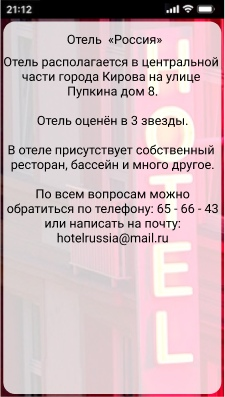 21:12
Отель «Россия»
Отель располагается в центральной
части города Кирова на улице
Пупкина дом 8.
Отель оценён в 3 звезды.
В отеле присутствует собственный
ресторан, бассейн и много другое.
По всем вопросам можно
обратиться по телефону: 65 - 66 - 43
или написать на почту:
hotelrussia@mail.ru
HOTEL